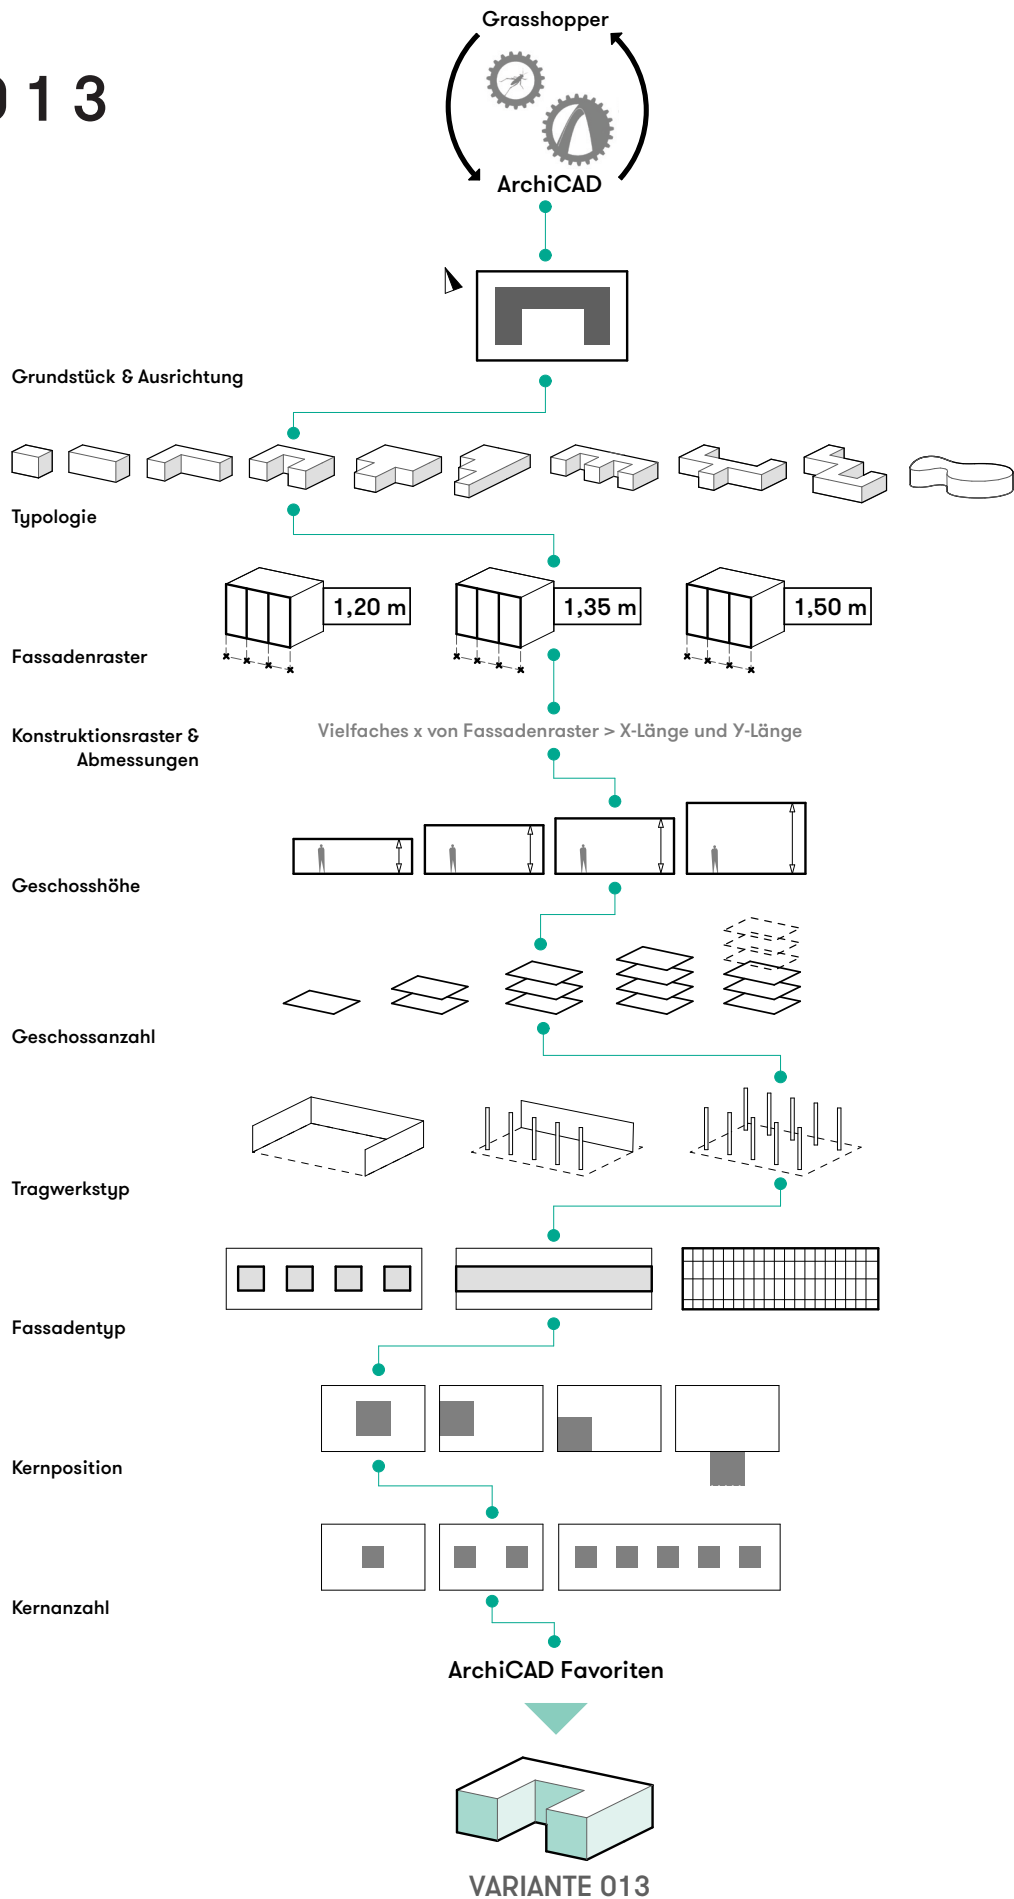 Grasshopper
013
ArchiCAD
Grundstück & Ausrichtung
Typologie
1,20 m
1,35 m
1,50 m
Fassadenraster
Konstruktionsraster &
Abmessungen
Vielfaches x von Fassadenraster > X-Länge und Y-Länge
Geschosshöhe
Geschossanzahl
Tragwerkstyp
Fassadentyp
Kernposition
Kernanzahl
ArchiCAD Favoriten
VARIANTE 013